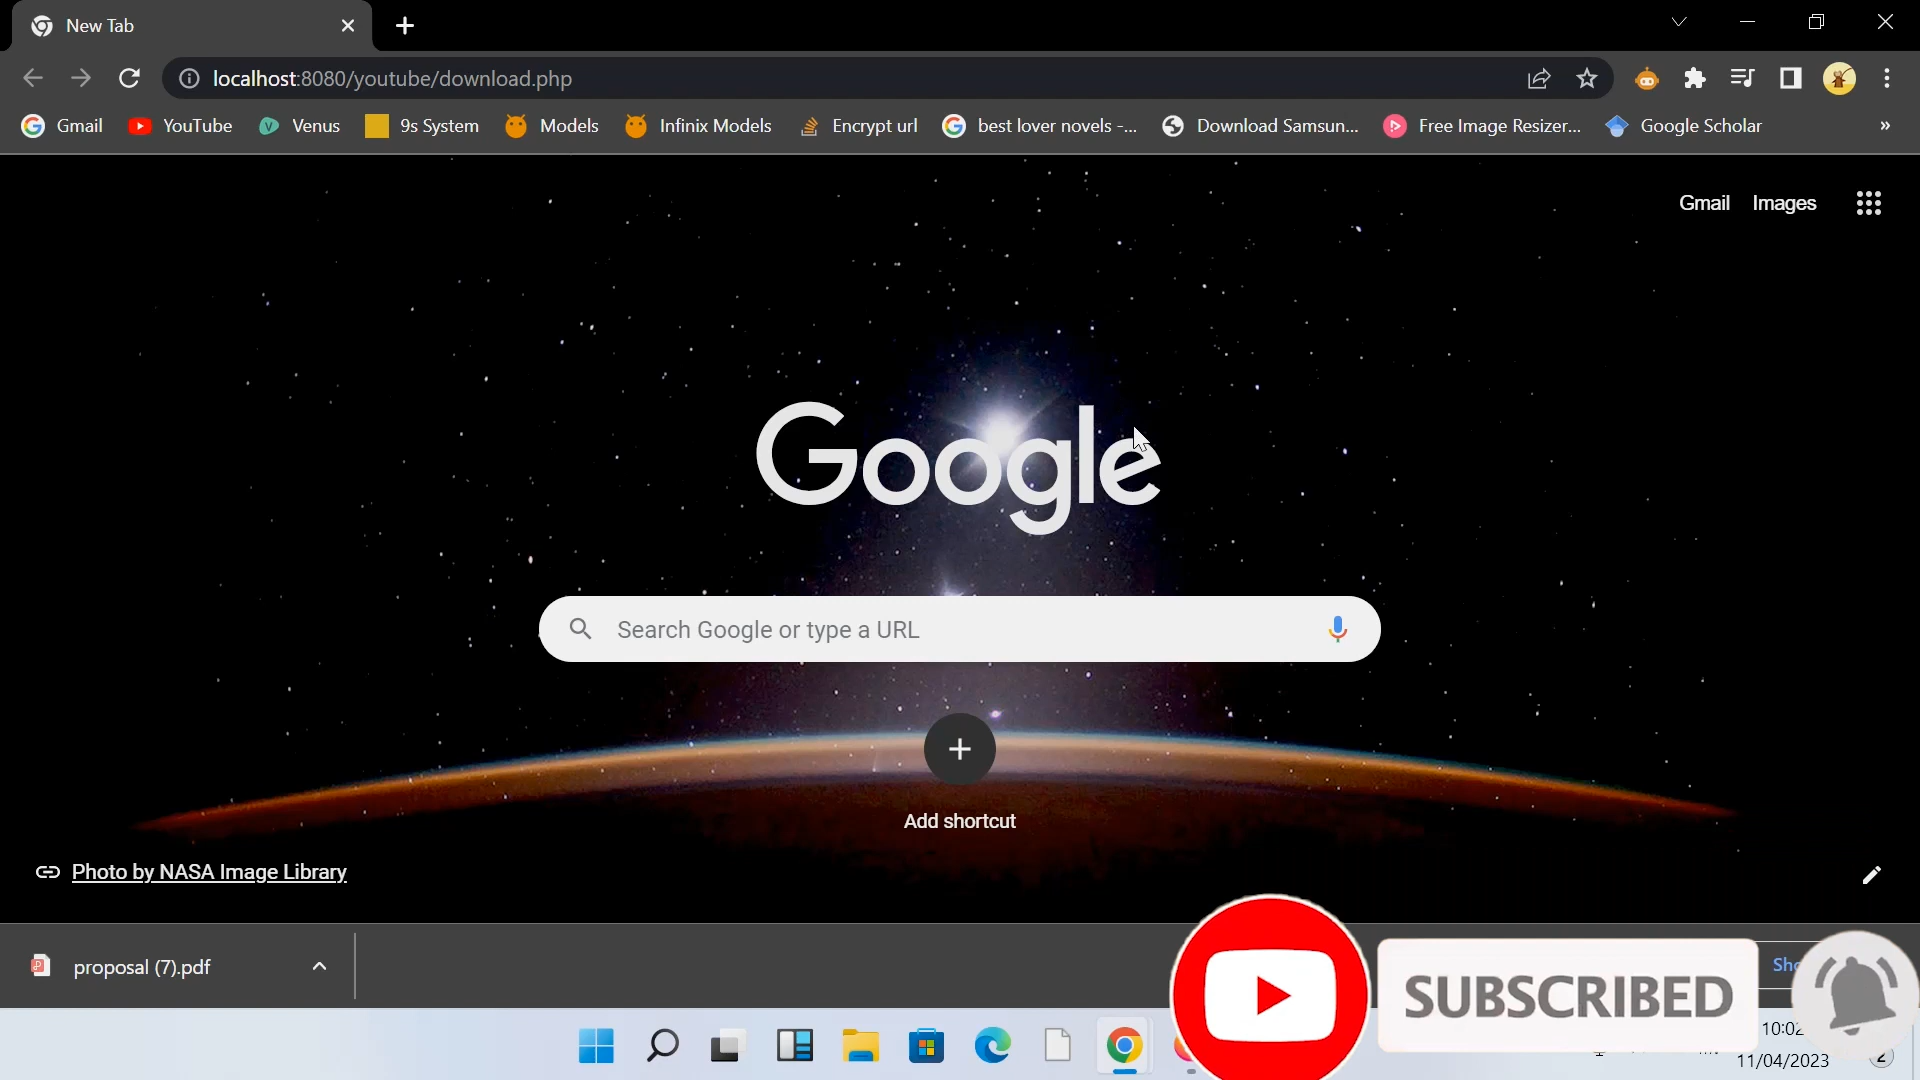 New Tab
localhost:8080/youtube/download.php
Gmail
YouTube
Venus
9s System
Models
Infinix Models
Encrypt url
best lover novels -...
Download Samsun...
Free Image Resizer...
Google Scholar
»
Gmail Images
Google
Search Google or type a URL
Add shortcut
Photo by NASA Image Library
proposal (7).pdf
SUBSCRIBED
11/04/2023
2